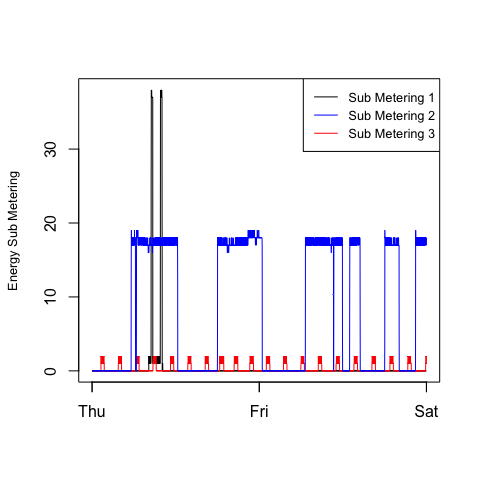 Sub Metering 1
Sub Metering 2
Sub Metering 3
Energy Sub Metering
30
20
10
0
Thu Fri Sat